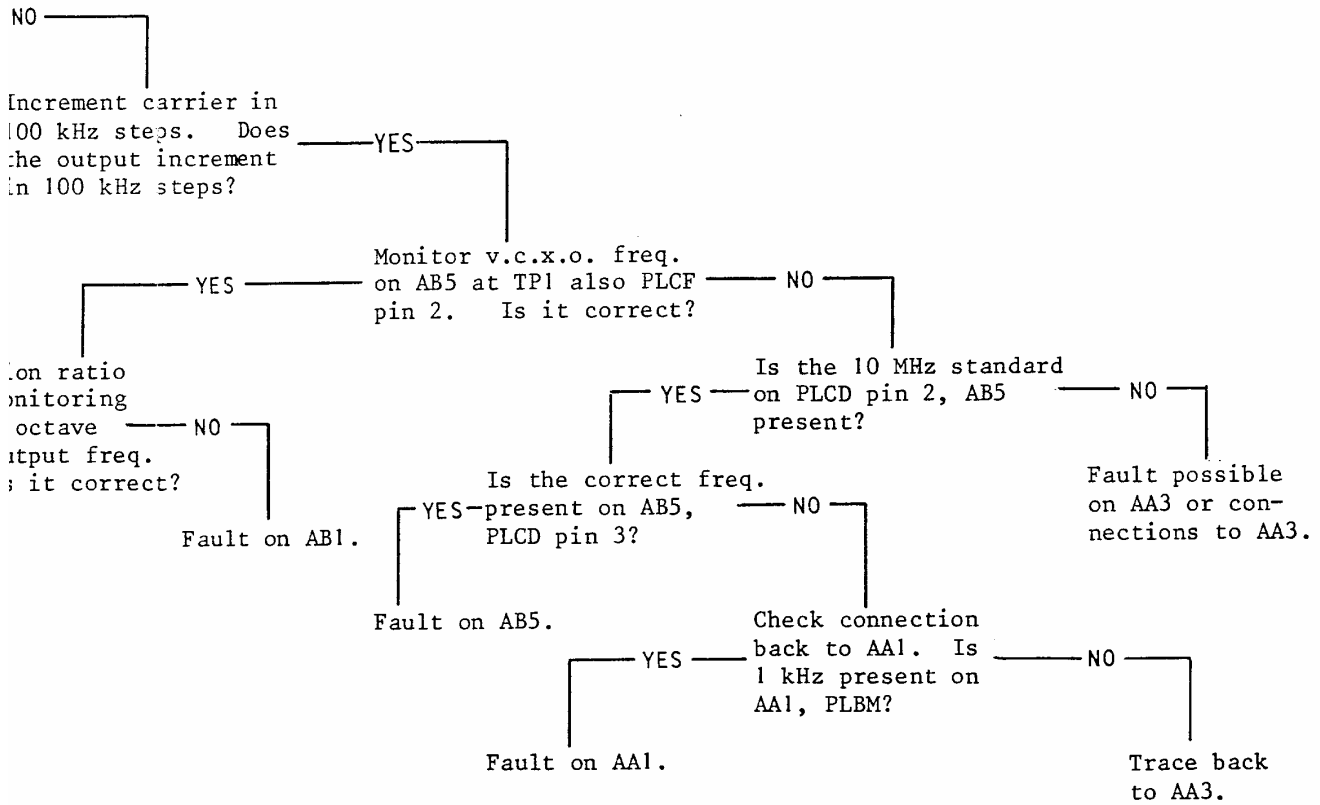 NO
Increment carrier in
100 kHz steps. Does
the output increment
in 100 kHz steps?
YES
Monitor v.c.x.o. freq.
on AB5 at TP1 also PLCF
pin 2. Is it correct?
YES
NO
ratio
octave
freq.
it correct?
NO
Fault on AB1.
Is the 10 MHz standard
on PLCD pin 2, AB5
present?
YES
NO
Fault possible
on AA3 or con-
nections to AA3.
Is the correct freq.
present on AB5,
PLCD pin 3?
YES
NO
Fault on AB5.
Check connection
back to AA1. Is
1 kHz present on
AA1, PLBM?
YES
NO
Fault on AA1.
Trace back
to AA3.